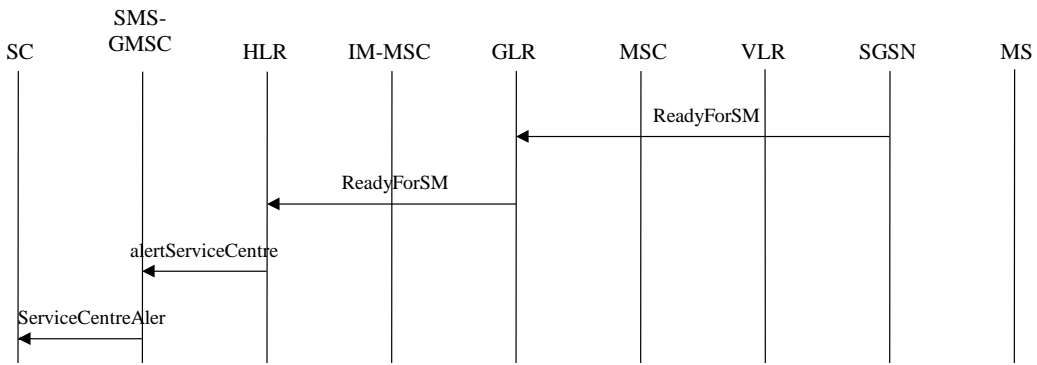 SMS-
GMSC
SC HLR IM-MSC GLR MSC VLR SGSN MS
ReadyForSM
ReadyForSM
alertServiceCentre
ServiceCentreAler